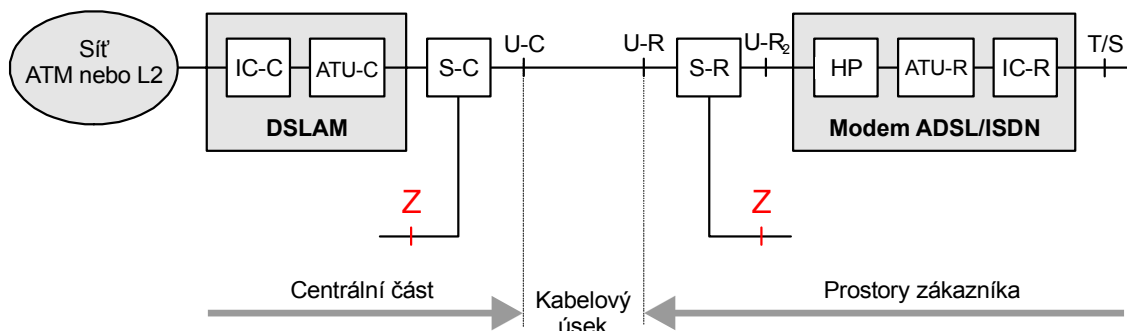 Síť
ATM nebo L2
IC-C
ATU-C
DSLAM
S-C
U-C
U-R
S-R
U-R2
HP
ATU-R
IC-R
Modem ADSL/ISDN
T/S
Z
Z
Centrální část
Kabelový
úsek
Prostory zákazníka